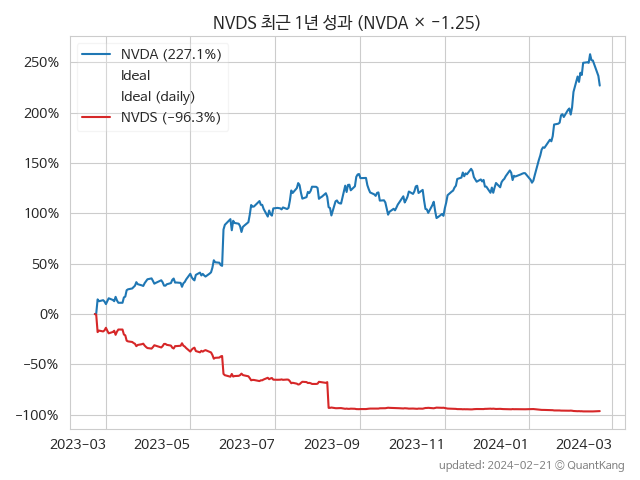 NVDS 최근 1년 성과 (NVDA × −1.25)
NVDA (227.1%)
Ideal
Ideal (daily)
NVDS (−96.3%)
250%
200%
150%
100%
50%
0%
−50%
−100%
2023−03 2023−05 2023−07 2023−09 2023−11 2024−01 2024−03
updated: 2024−02−21 © QuantKang